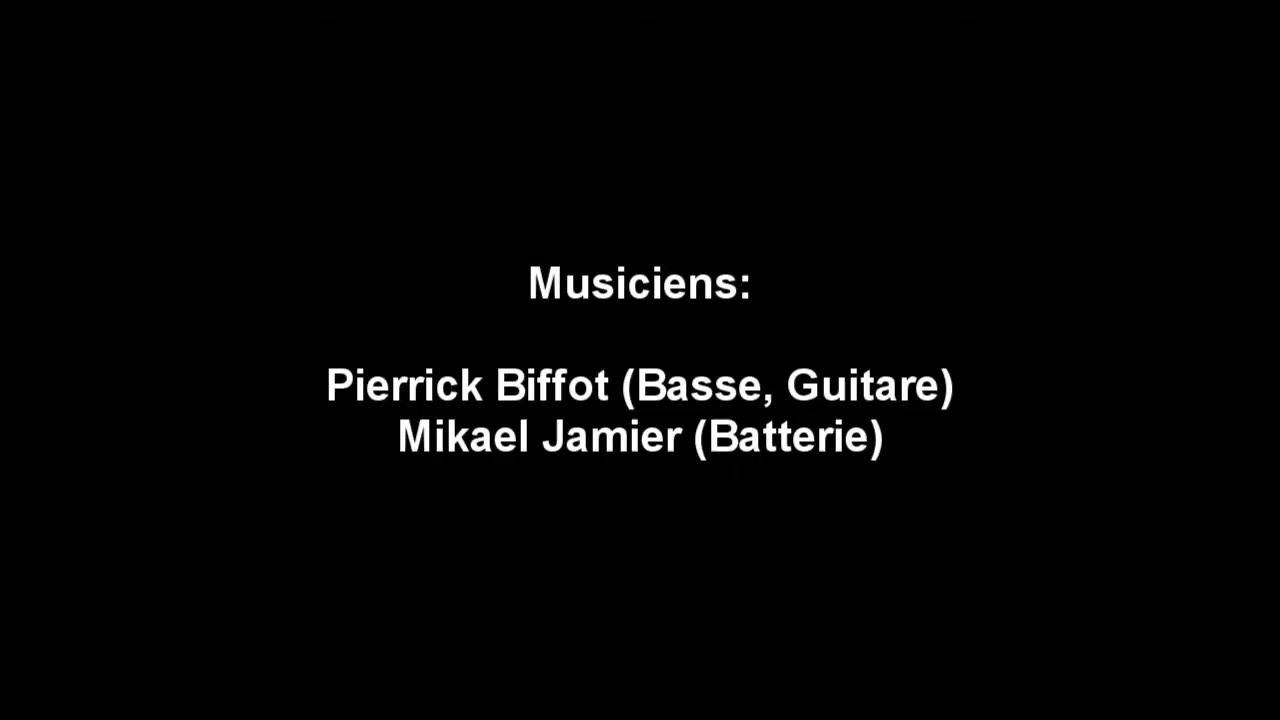 Musiciens:
Pierrick Biffot (Basse, Guitare)
Mikael Jamier (Batterie)